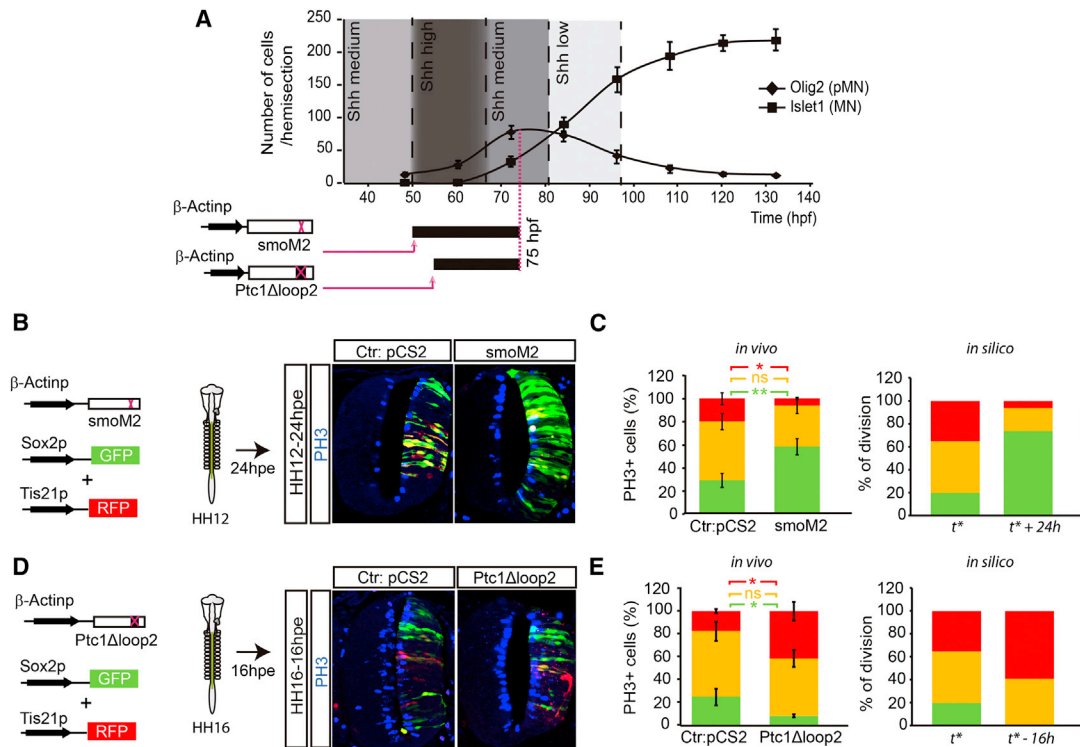 A
Number of cells
/hemisection
250
200
150
100
50
0
Shh medium
Shh high
Shh medium
Shh low
Olig2 (pMN)
Islet1 (MN)
40 50 60 70 80 90 100 110 120 130 140
Time (hpf)
β-Actinp
smoM2
β-Actinp
Ptc1Δloop2
75 hpf
B
β-Actinp
smoM2
Sox2p
GFP
+
Tis21p
RFP
HH12
24hpe
HH12-24hpe
PH3
Ctr: pCS2
smoM2
C
in vivo
*
ns
**
PH3+ cells (%)
120
100
80
60
40
20
0
Ctr:pCS2 smoM2
in silico
% of division
120
100
80
60
40
20
0
t* t* + 24h
D
β-Actinp
Ptc1Δloop2
Sox2p
GFP
+
Tis21p
RFP
HH16
16hpe
HH16-16hpe
PH3
Ctr: pCS2
Ptc1Δloop2
E
in vivo
*
ns
*
PH3+ cells (%)
120
100
80
60
40
20
0
Ctr:pCS2 Ptc1Δloop2
in silico
% of division
120
100
80
60
40
20
0
t* t* - 16h